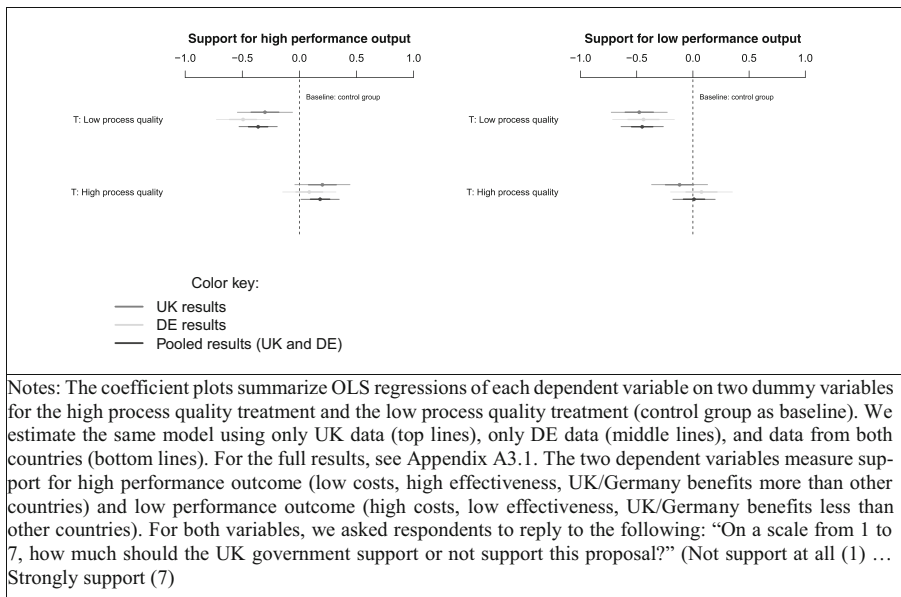 Support for high performance output
−1.0 −0.5 0.0 0.5 1.0
Baseline: control group
T: Low process quality
T: High process quality
Support for low performance output
−1.0 −0.5 0.0 0.5 1.0
Baseline: control group
T: Low process quality
T: High process quality
Color key:
UK results
DE results
Pooled results (UK and DE)
Notes: The coefficient plots summarize OLS regressions of each dependent variable on two dummy variables
for the high process quality treatment and the low process quality treatment (control group as baseline). We
estimate the same model using only UK data (top lines), only DE data (middle lines), and data from both
countries (bottom lines). For the full results, see Appendix A3.1. The two dependent variables measure sup-
port for high performance outcome (low costs, high effectiveness, UK/Germany benefits more than other
countries) and low performance outcome (high costs, low effectiveness, UK/Germany benefits less than
other countries). For both variables, we asked respondents to reply to the following: “On a scale from 1 to
7, how much should the UK government support or not support this proposal?” (Not support at all (1) …
Strongly support (7)